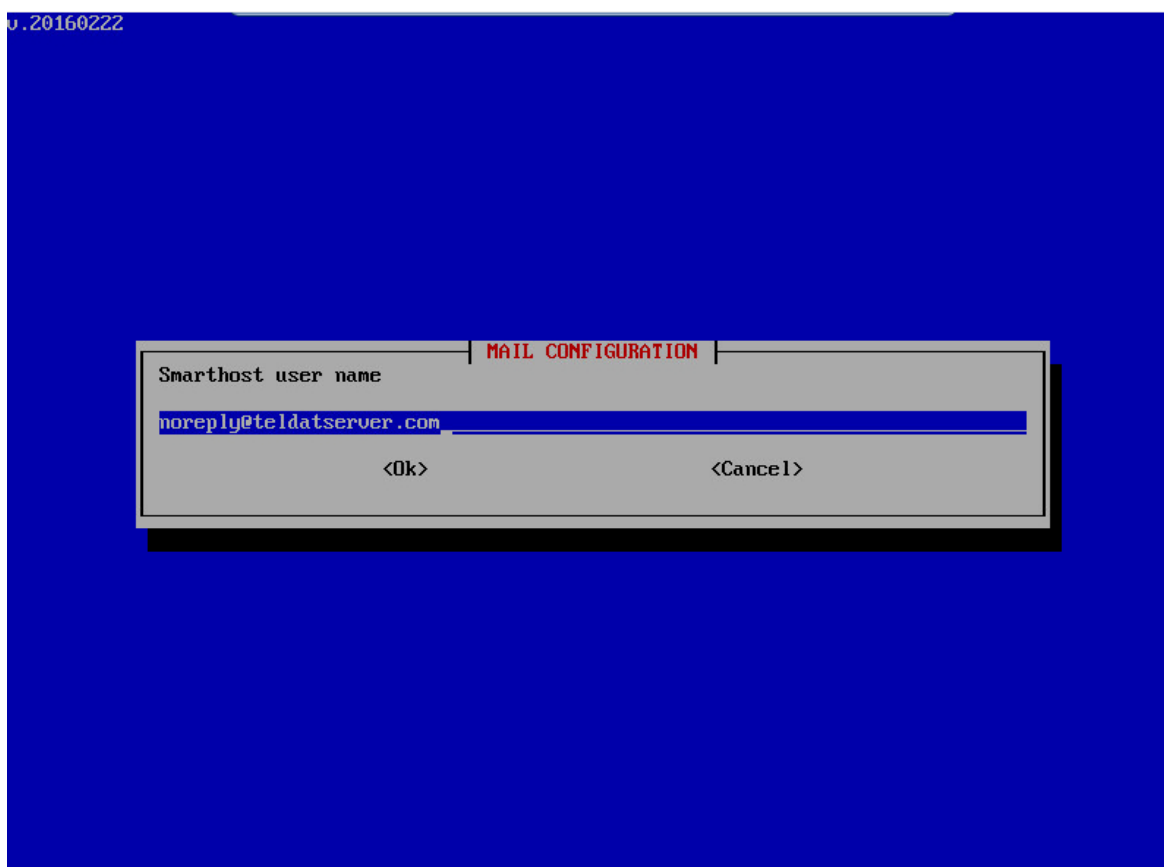 v.20160222
MAIL CONFIGURATION
Smarthost user name
noreply@teldatserver.com
<Ok> <Cancel>